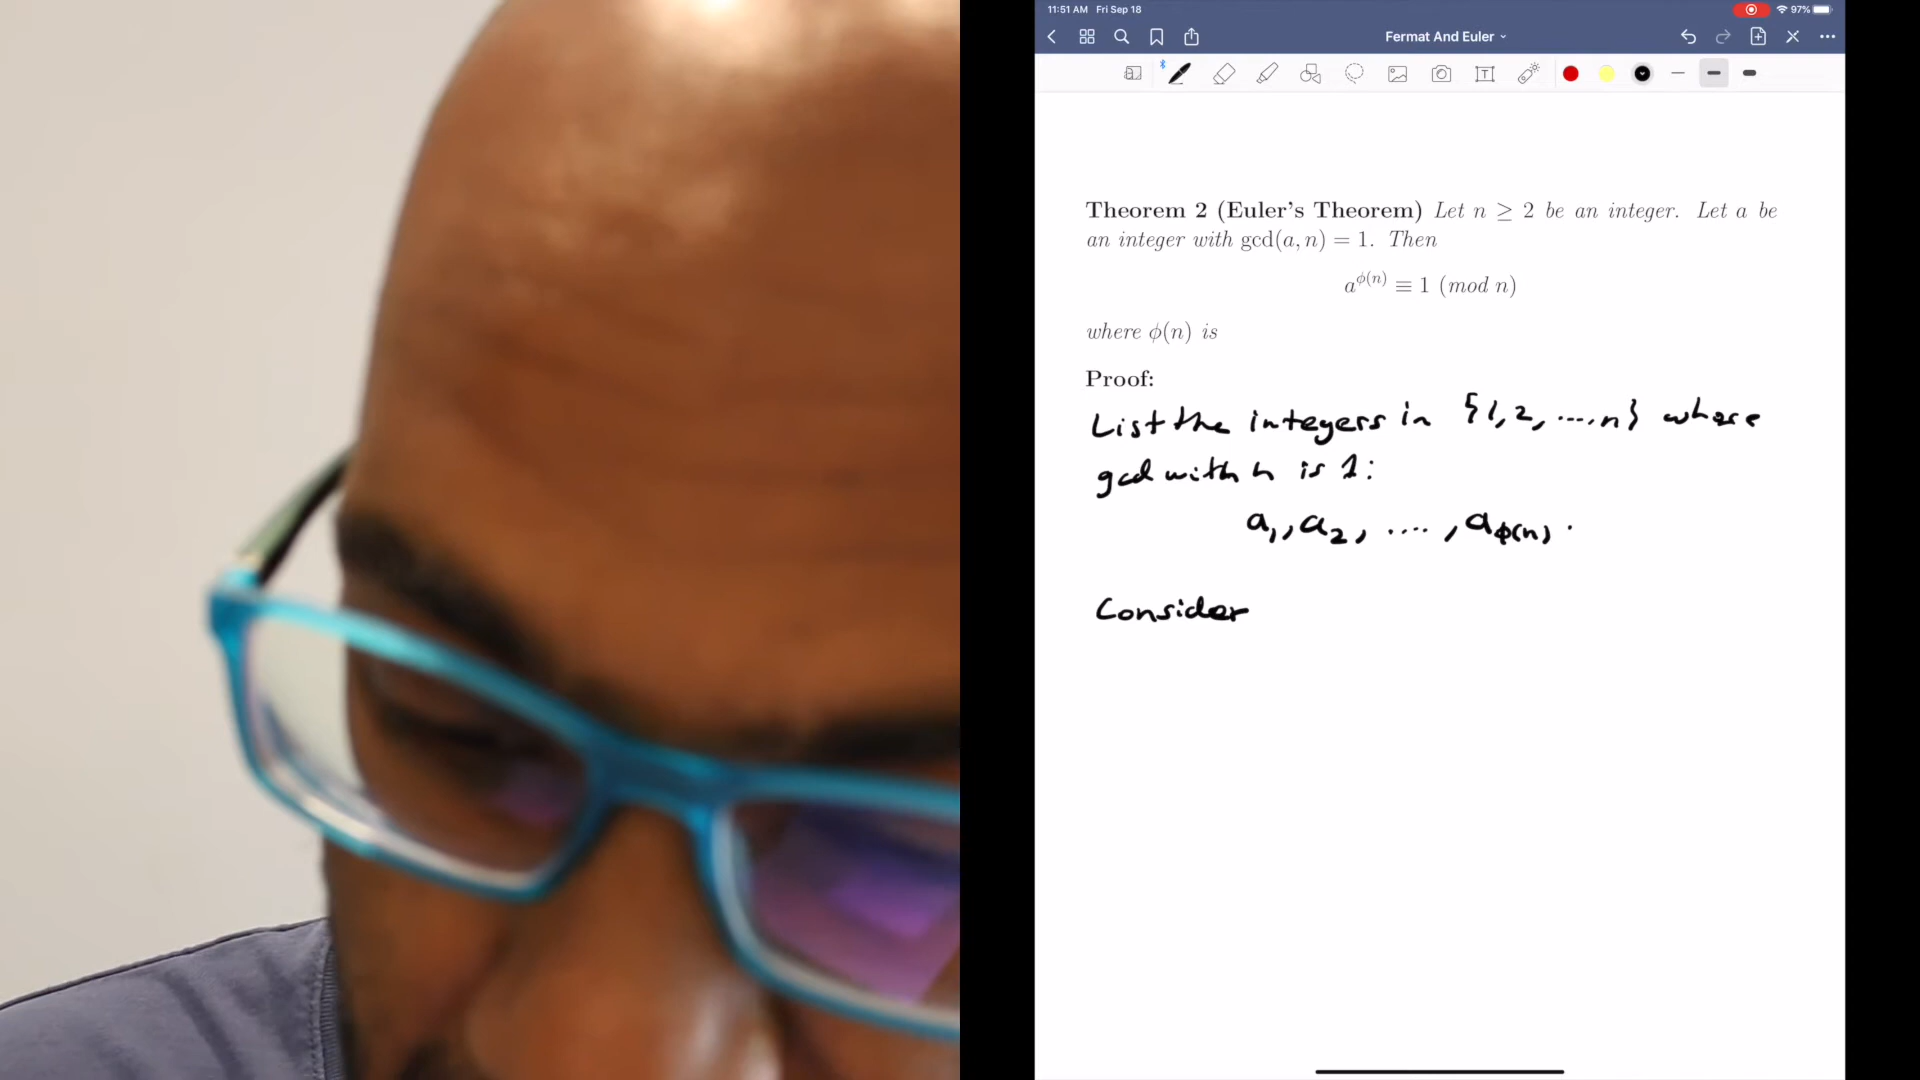 11:51 AM Fri Sep 18
97%
Fermat And Euler
Theorem 2 (Euler's Theorem) Let n ≥ 2 be an integer. Let a be
an integer with gcd(a, n) = 1. Then
a^{ϕ(n)} ≡ 1 (mod n)
where ϕ(n) is
Proof:
List the integers in {1, 2, ...., n} whose
gcd with n is 1:
a₁, a₂, ...., a_{ϕ(n)}.
Consider